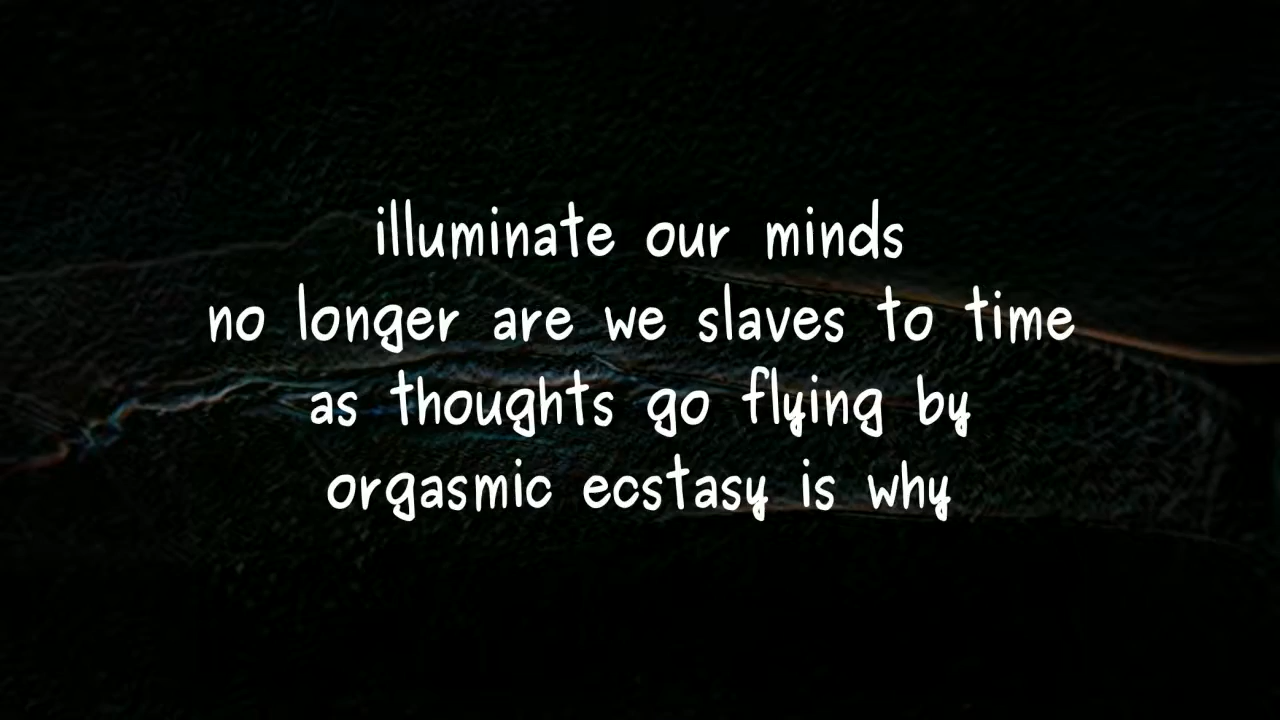 illuminate our minds
no longer are we slaves to time
as thoughts go flying by
orgasmic ecstasy is why